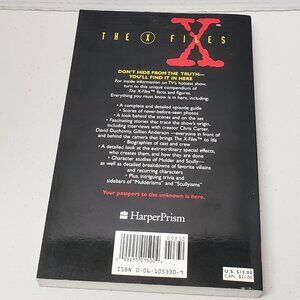 THE X FILES
X
DON'T HIDE FROM THE TRUTH—
YOU'LL FIND IT IN HERE
For inside information on TV's hottest show,
turn to this unique compendium of
The X-Files™ facts and figures.
Everything you must know is in here, including:
• A complete and detailed episode guide
• Scores of never-before-seen photos
• A look behind the scenes and on the set
• Fascinating stories that trace the show's origin,
including interviews with creator Chris Carter,
David Duchovny, Gillian Anderson — everyone in front of
and behind the camera that brings The X-Files™ to life
• Biographies of cast and crew
• A detailed look at the extraordinary special effects,
who creates them, and how they are done
• Character studies of Mulder and Scully—
as well as detailed breakdowns of favorite villains
and recurring characters
• Plus, intriguing trivia and
sidebars of "Mulderisms" and "Scullyisms"
Your passport to the unknown is here.
HarperPrism
05330
ISBN 0-06-105330-9
U.S. $15.00
CAN. $21.00